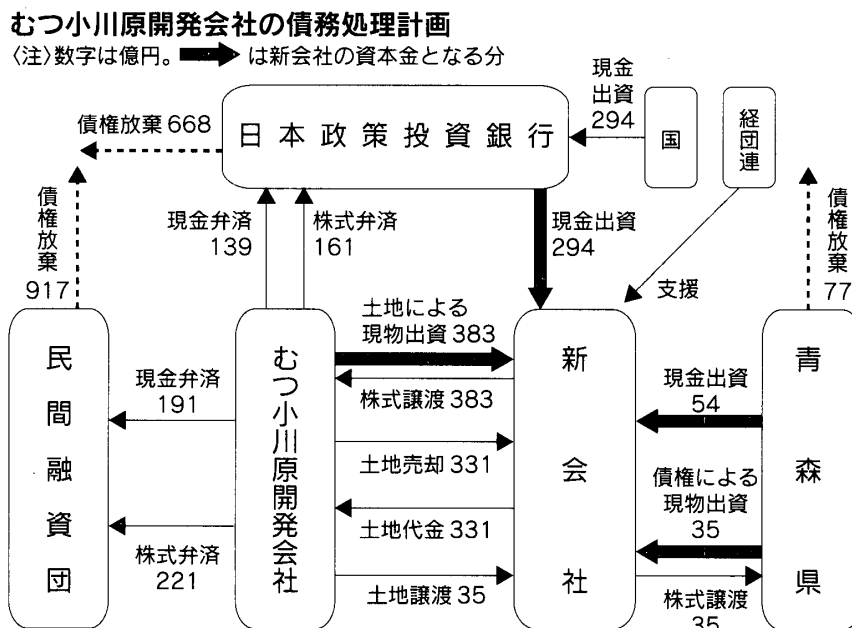 むつ小川原開発会社の債務処理計画
〈注〉数字は億円。 は新会社の資本金となる分
現金
出資
294
国
経団連
日本政策投資銀行
債権放棄 668
債権放棄
917
現金弁済
139
株式弁済
161
現金出資
294
支援
債権放棄
77
民間融資団
現金弁済
191
株式弁済
221
むつ小川原開発会社
土地による
現物出資 383
株式譲渡 383
土地売却 331
土地代金 331
土地譲渡 35
新会社
現金出資
54
債権による
現物出資
35
株式譲渡
35
青森県